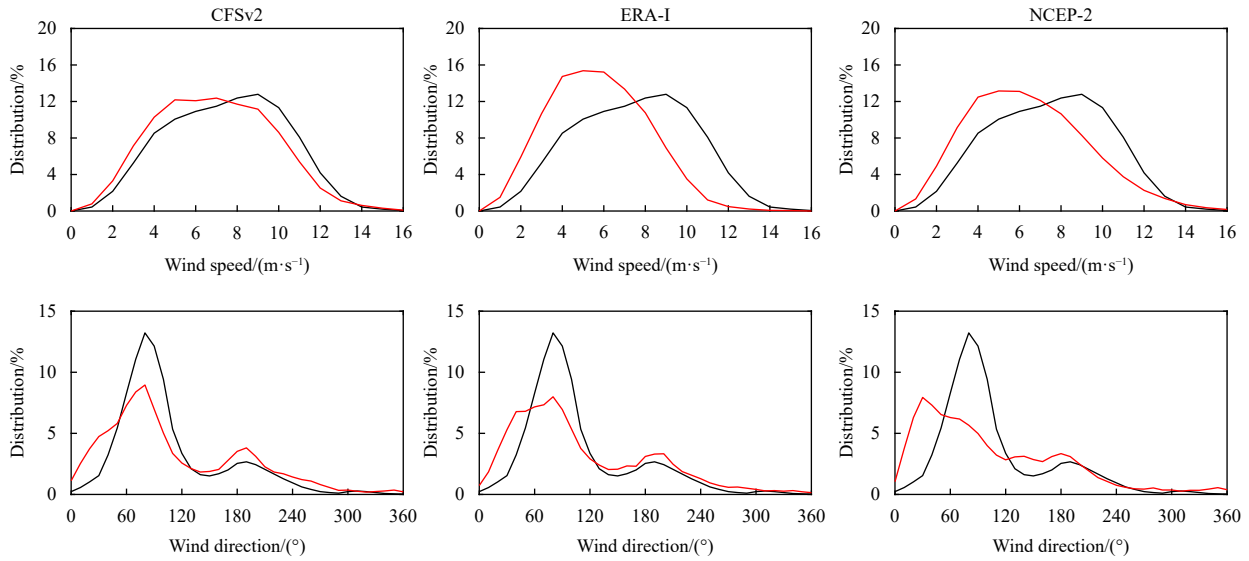 CFSv2
ERA-I
NCEP-2
20
16
12
8
4
0
Distribution/%
0 2 4 6 8 10 12 14 16
Wind speed/(m·s⁻¹)
20
16
12
8
4
0
Distribution/%
0 2 4 6 8 10 12 14 16
Wind speed/(m·s⁻¹)
20
16
12
8
4
0
Distribution/%
0 2 4 6 8 10 12 14 16
Wind speed/(m·s⁻¹)
15
10
5
0
Distribution/%
0 60 120 180 240 300 360
Wind direction/(°)
15
10
5
0
Distribution/%
0 60 120 180 240 300 360
Wind direction/(°)
15
10
5
0
Distribution/%
0 60 120 180 240 300 360
Wind direction/(°)